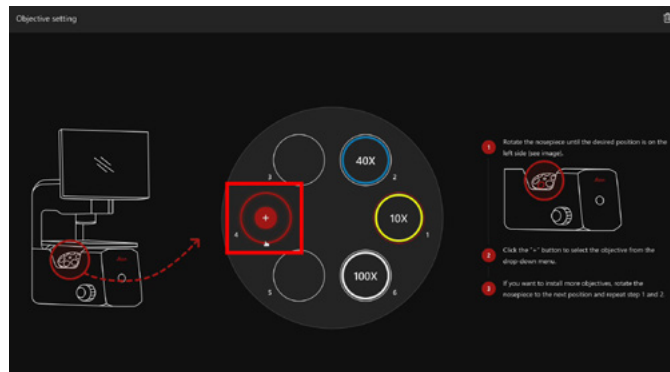 Objective setting
3
40X
2
1
Rotate the nosepiece until the desired position is on the
left side (see image).
+
4
10X
1
2
Click the "+" button to select the objective from the
drop-down menu.
5
100X
6
3
If you want to install more objectives, rotate the
nosepiece to the next position and repeat step 1 and 2